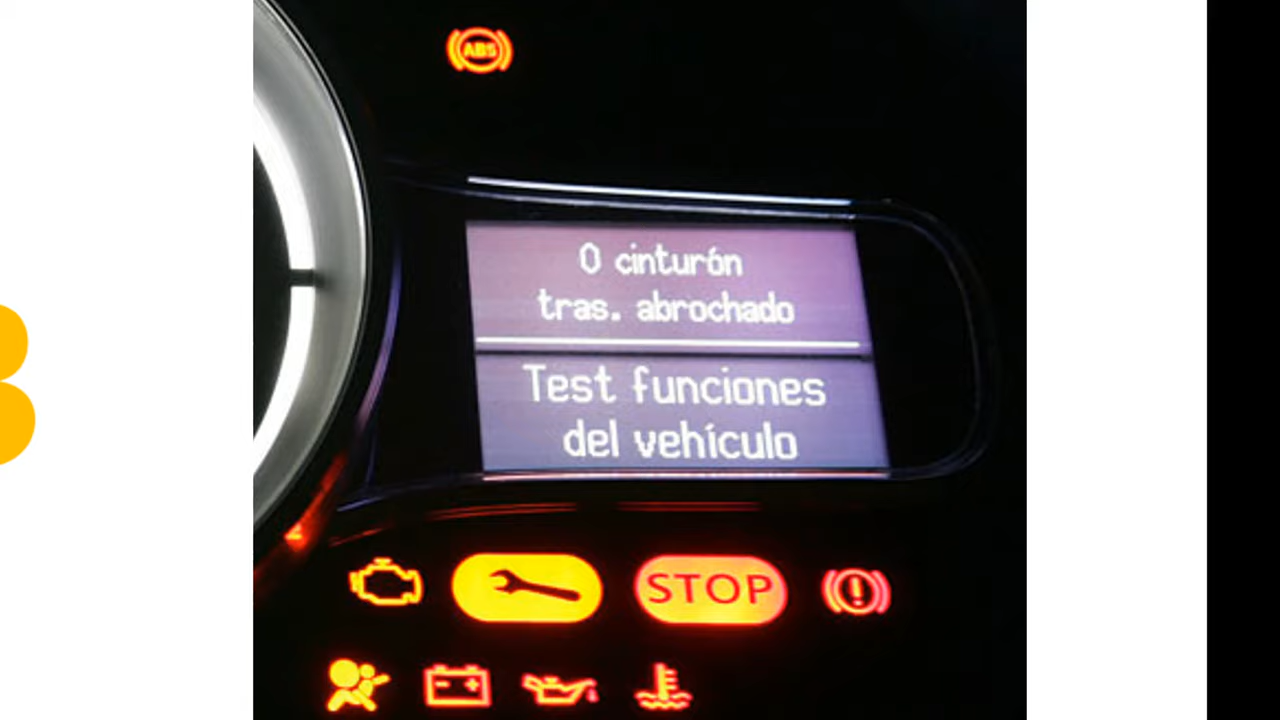 ABS
0 cinturón
tras. abrochado
Test funciones
del vehículo
STOP